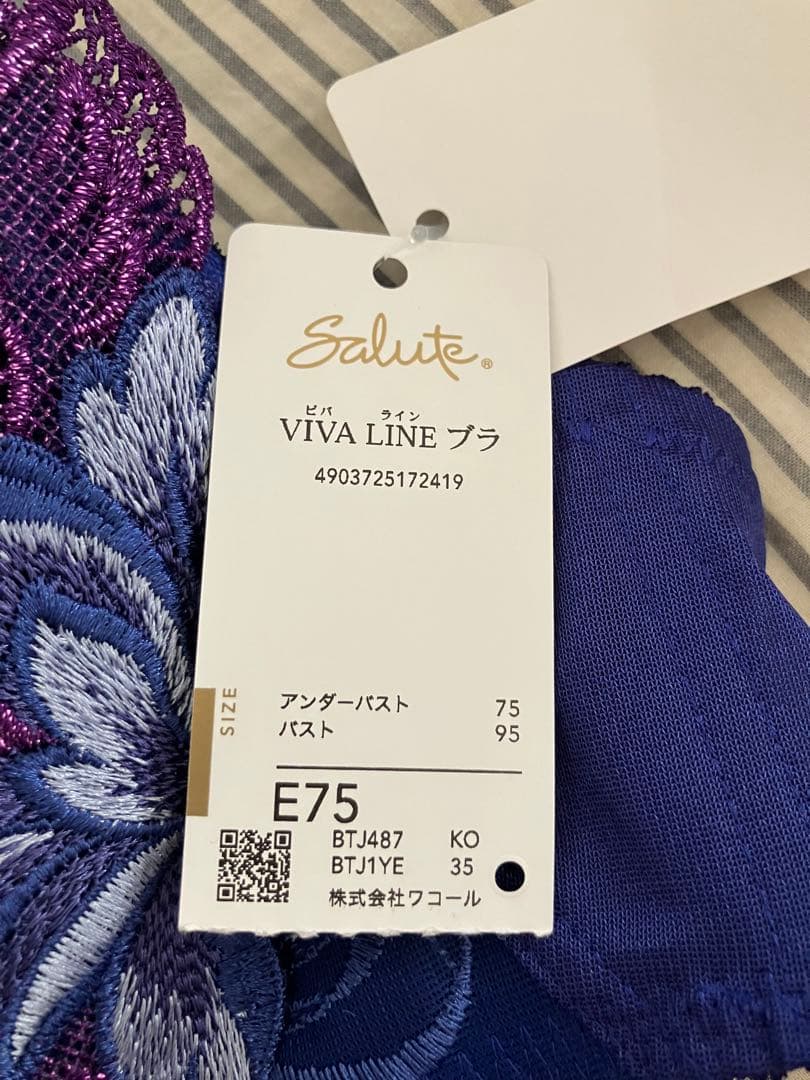 Salute®
ビバ ライン
VIVA LINE ブラ
4903725172419
SIZE
アンダーバスト 75
バスト 95
E75
BTJ487 KO
BTJ1YE 35
株式会社ワコール